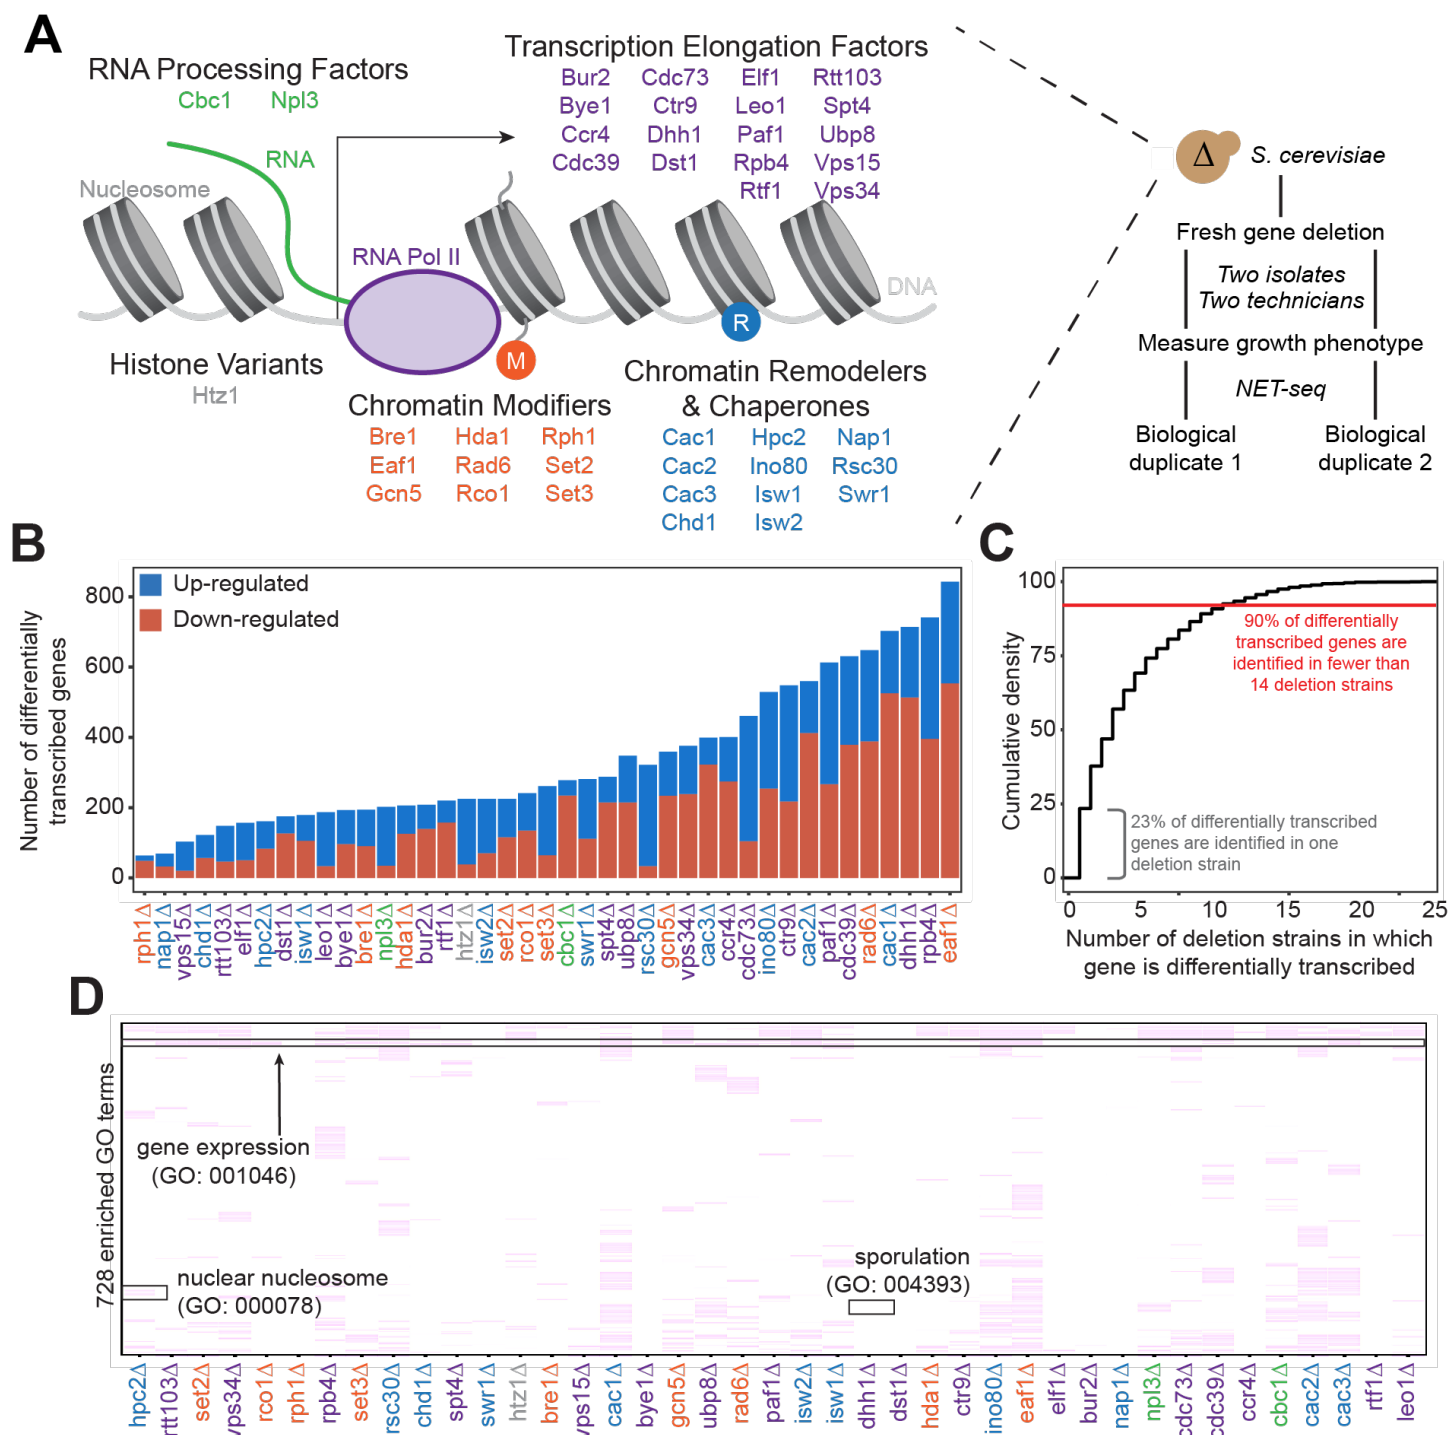 A
RNA Processing Factors
Cbc1 Npl3
RNA
Nucleosome
RNA Pol II
Transcription Elongation Factors
Bur2 Cdc73 Elf1 Rtt103
Bye1 Ctr9 Leo1 Spt4
Ccr4 Dhh1 Paf1 Ubp8
Cdc39 Dst1 Rpb4 Vps15
Rtf1 Vps34
DNA
R
M
Histone Variants
Htz1
Chromatin Modifiers
Bre1 Hda1 Rph1
Eaf1 Rad6 Set2
Gcn5 Rco1 Set3
Chromatin Remodelers
& Chaperones
Cac1 Hpc2 Nap1
Cac2 Ino80 Rsc30
Cac3 Isw1 Swr1
Chd1 Isw2
Δ
S. cerevisiae
Fresh gene deletion
Two isolates
Two technicians
Measure growth phenotype
NET-seq
Biological
duplicate 1
Biological
duplicate 2
B
Number of differentially
transcribed genes
800
600
400
200
0
Up-regulated
Down-regulated
rph1Δ
nap1Δ
vps15Δ
chd1Δ
rtt103Δ
elf1Δ
hpc2Δ
dst1Δ
isw1Δ
leo1Δ
bye1Δ
bre1Δ
npl3Δ
hda1Δ
bur2Δ
rtf1Δ
htz1Δ
isw2Δ
set2Δ
rco1Δ
set3Δ
cbc1Δ
swr1Δ
spt4Δ
ubp8Δ
rsc30Δ
gcn5Δ
vps34Δ
cac3Δ
ccr4Δ
cdc73Δ
ino80Δ
ctr9Δ
cac2Δ
paf1Δ
cdc39Δ
rad6Δ
cac1Δ
dhh1Δ
rpb4Δ
eaf1Δ
C
Cumulative density
100
75
50
25
0
90% of differentially
transcribed genes are
identified in fewer than
14 deletion strains
23% of differentially transcribed
genes are identified in one
deletion strain
0 5 10 15 20 25
Number of deletion strains in which
gene is differentially transcribed
D
728 enriched GO terms
gene expression
(GO: 001046)
nuclear nucleosome
(GO: 000078)
sporulation
(GO: 004393)
hpc2Δ
rtt103Δ
set2Δ
vps34Δ
rco1Δ
rph1Δ
rpb4Δ
set3Δ
rsc30Δ
chd1Δ
spt4Δ
swr1Δ
htz1Δ
bre1Δ
vps15Δ
cac1Δ
bye1Δ
gcn5Δ
ubp8Δ
rad6Δ
paf1Δ
isw2Δ
isw1Δ
dhh1Δ
dst1Δ
hda1Δ
ctr9Δ
ino80Δ
eaf1Δ
elf1Δ
bur2Δ
nap1Δ
npl3Δ
cdc73Δ
cdc39Δ
ccr4Δ
cbc1Δ
cac2Δ
cac3Δ
rtf1Δ
leo1Δ